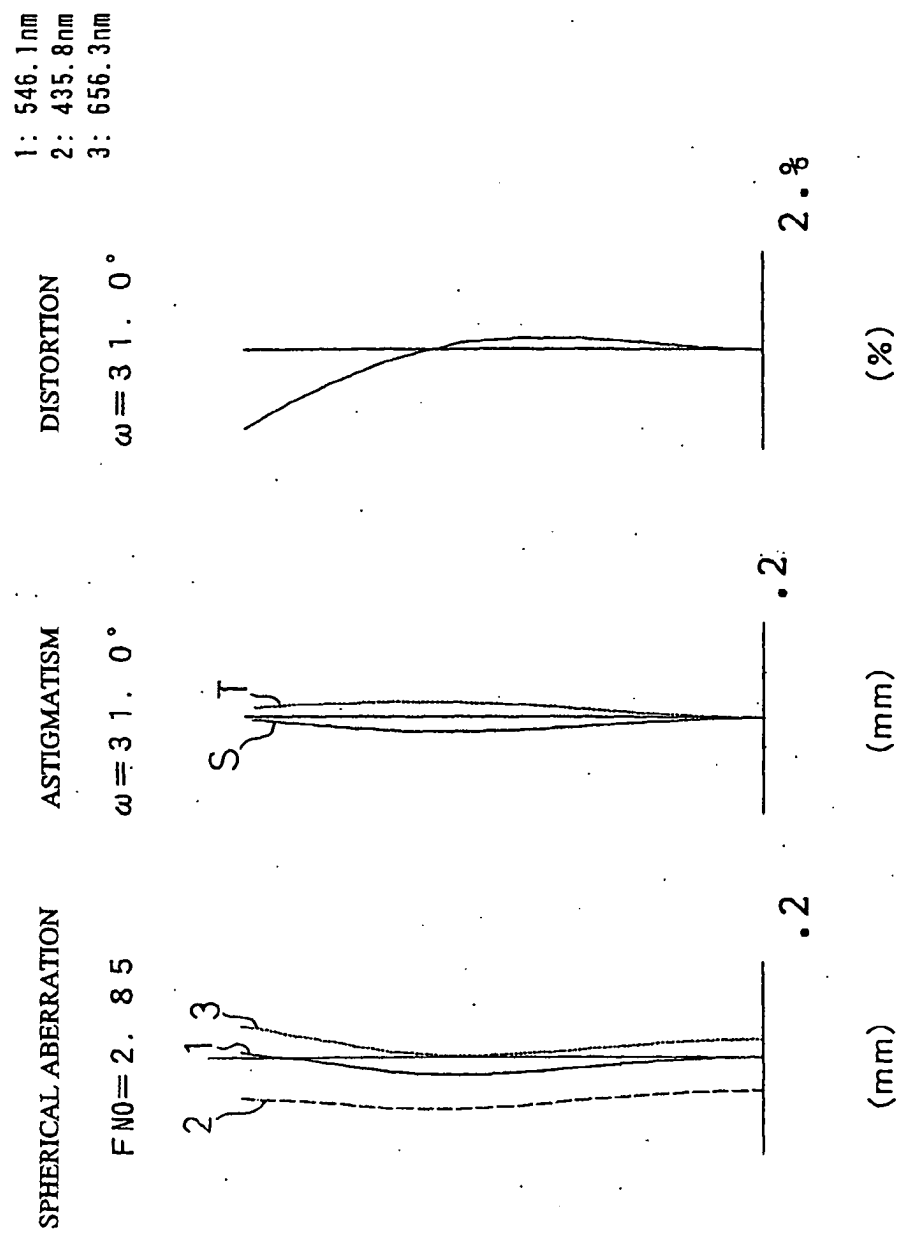 SPHERICAL ABERRATION
FNO=2.85
2
1
3
.2
(mm)
ASTIGMATISM
ω=31.0°
S
T
.2
(mm)
DISTORTION
ω=31.0°
2.%
(%)
1: 546.1nm
2: 435.8nm
3: 656.3nm